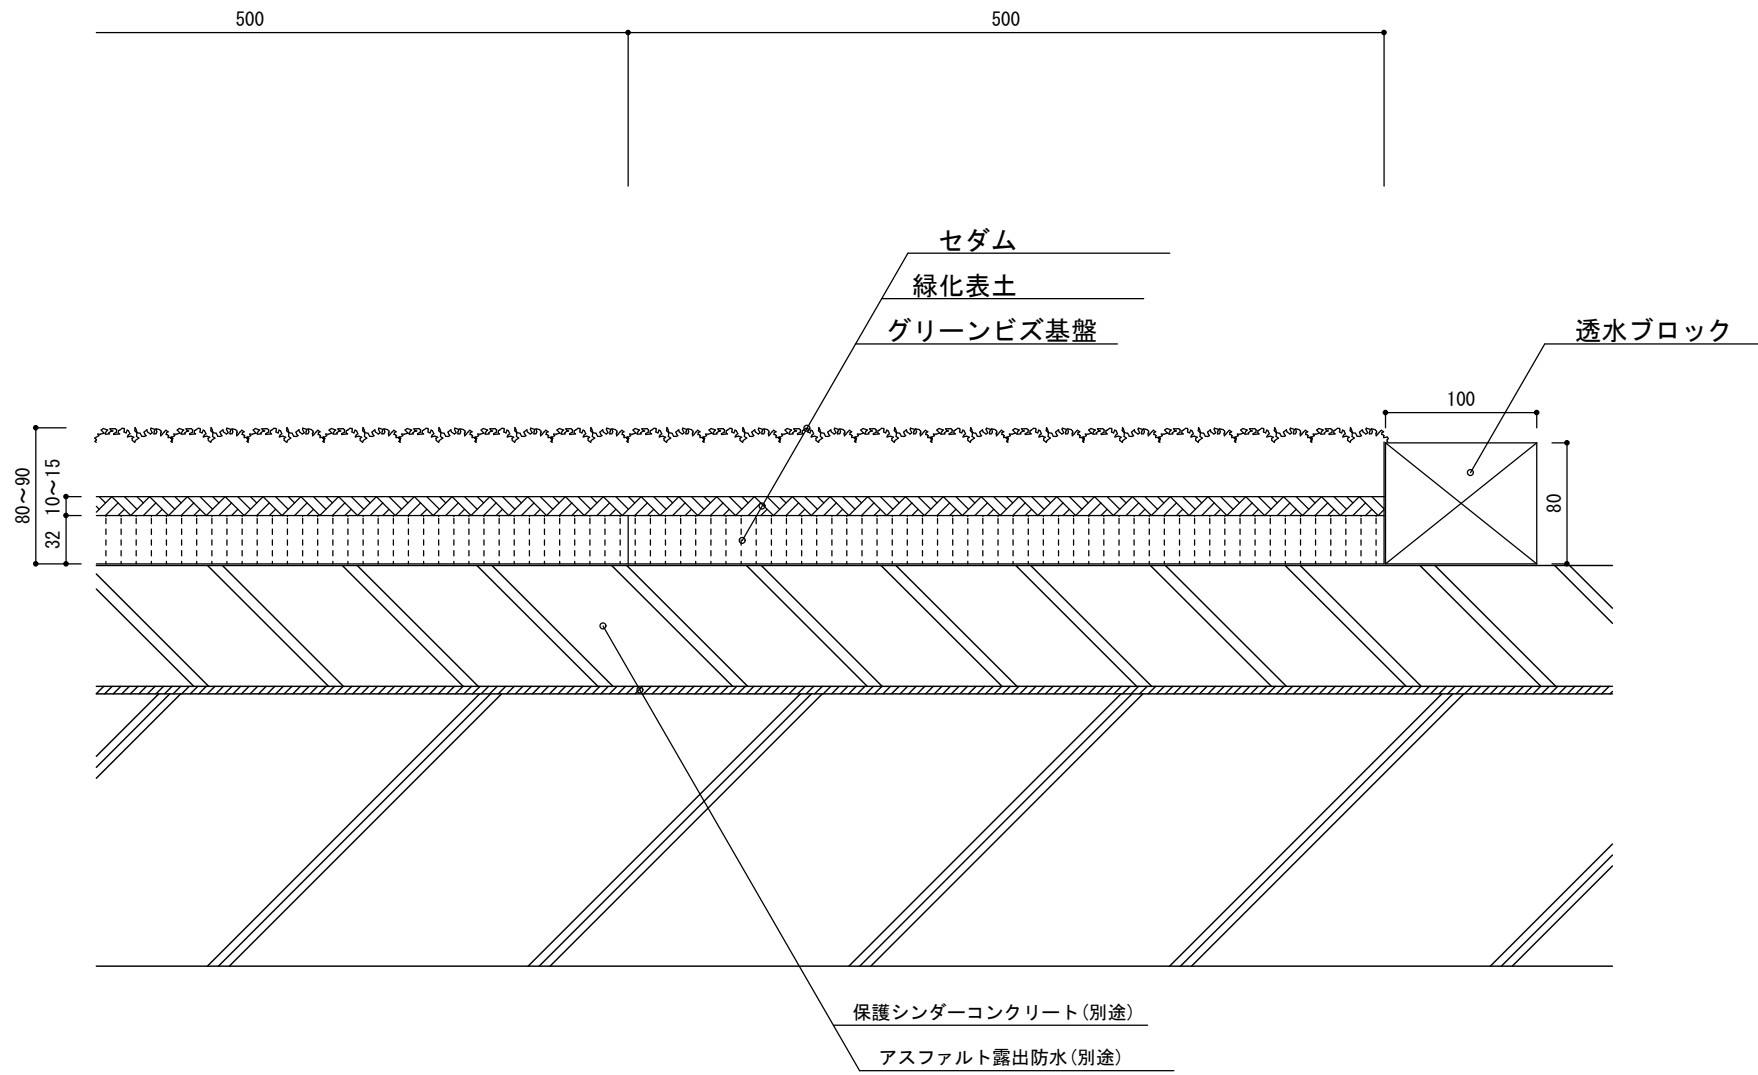 500
500
セダム
緑化表土
グリーンビズ基盤
透水ブロック
100
80~90
10~15
32
80
保護シンダーコンクリート(別途)
アスファルト露出防水(別途)